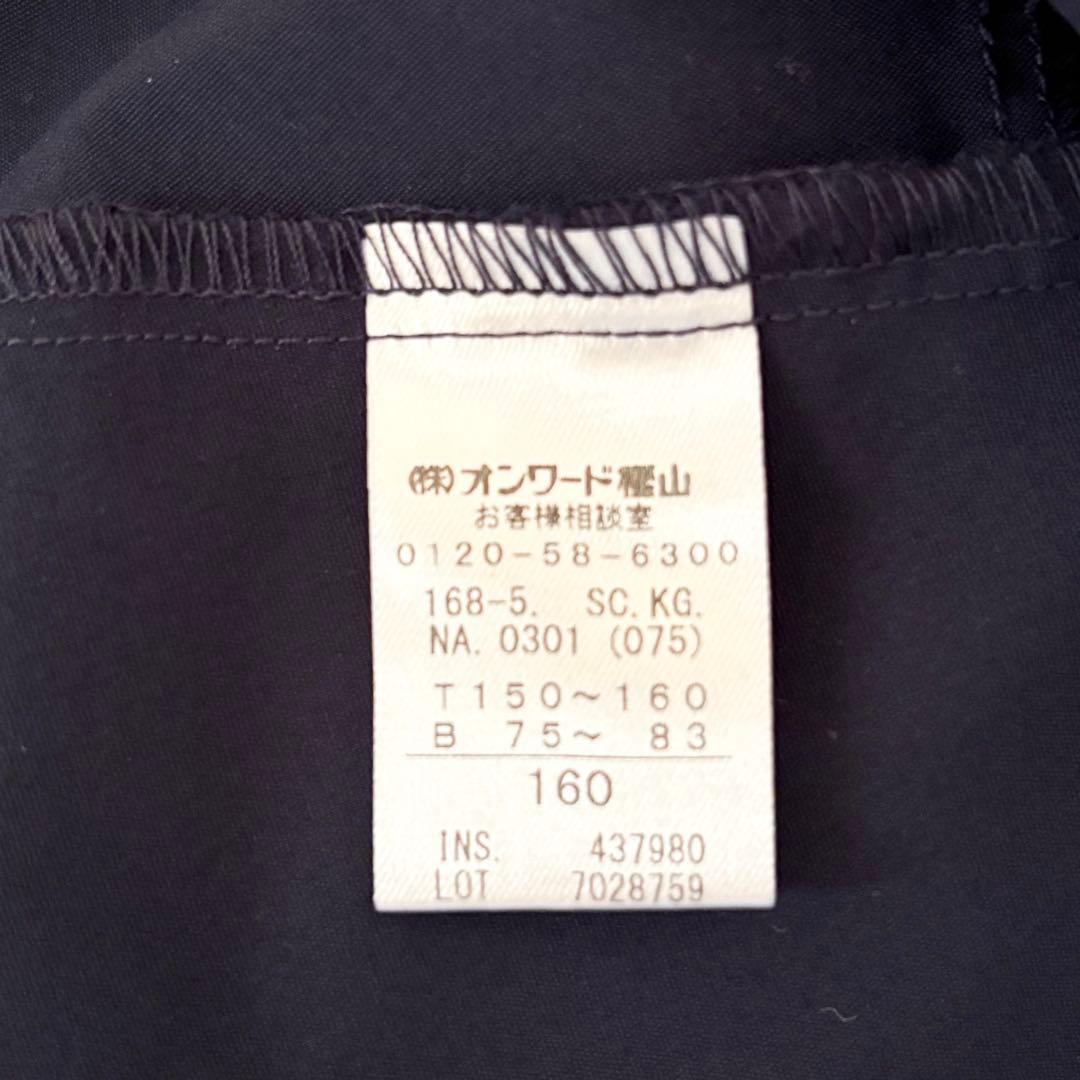 (株)オンワード樫山
お客様相談室
0120-58-6300
168-5. SC.KG.
NA. 0301 (075)
T150~160
B 75~ 83
160
INS. 437980
LOT 7028759